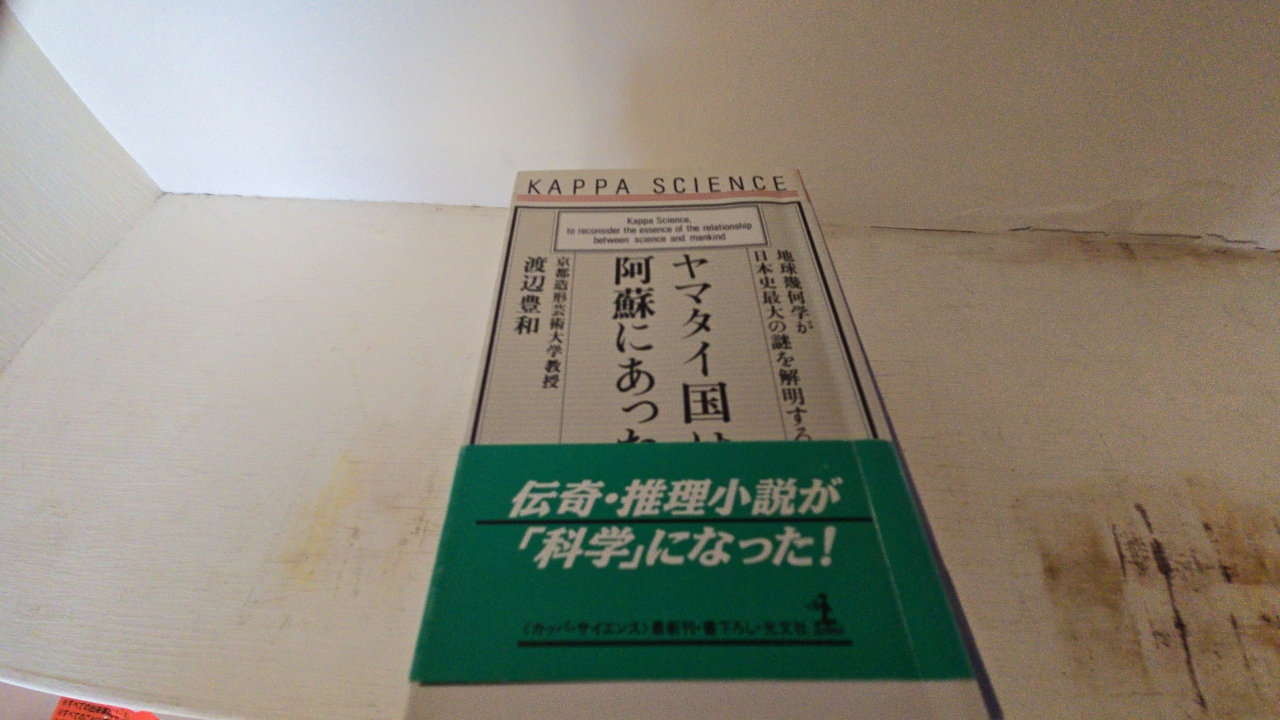 KAPPA SCIENCE
Kappa Science,
to reconsider the essence of the relationship
between science and mankind
地球幾何学が
日本史最大の謎を解明する
ヤマタイ国は
阿蘇にあった
京都造形芸術大学教授
渡辺豊和
伝奇・推理小説が
「科学」になった!
〈カッパ・サイエンス〉最新刊・書下ろし・光文社